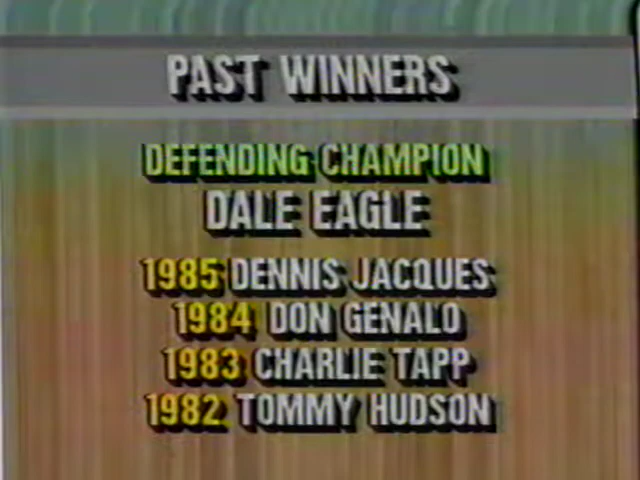 PAST WINNERS
DEFENDING CHAMPION
DALE EAGLE
1985 DENNIS JACQUES
1984 DON GENALO
1983 CHARLIE TAPP
1982 TOMMY HUDSON